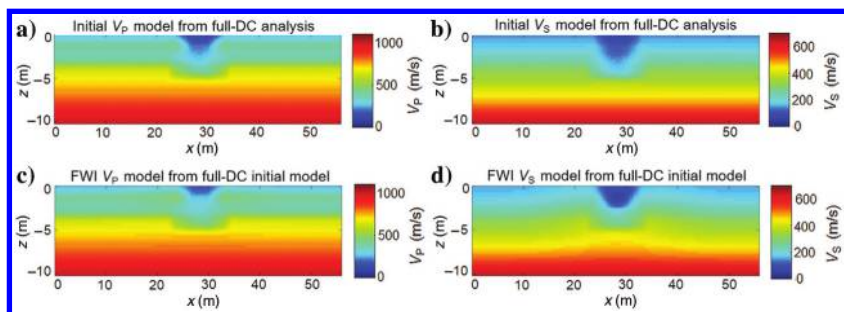 a) Initial V_P model from full-DC analysis
0
−5
−10
z (m)
0 10 20 30 40 50
x (m)
1000
500
0
V_P (m/s)
b) Initial V_S model from full-DC analysis
0
−5
−10
z (m)
0 10 20 30 40 50
x (m)
600
400
200
0
V_S (m/s)
c) FWI V_P model from full-DC initial model
0
−5
−10
z (m)
0 10 20 30 40 50
x (m)
1000
500
0
V_P (m/s)
d) FWI V_S model from full-DC initial model
0
−5
−10
z (m)
0 10 20 30 40 50
x (m)
600
400
200
0
V_S (m/s)